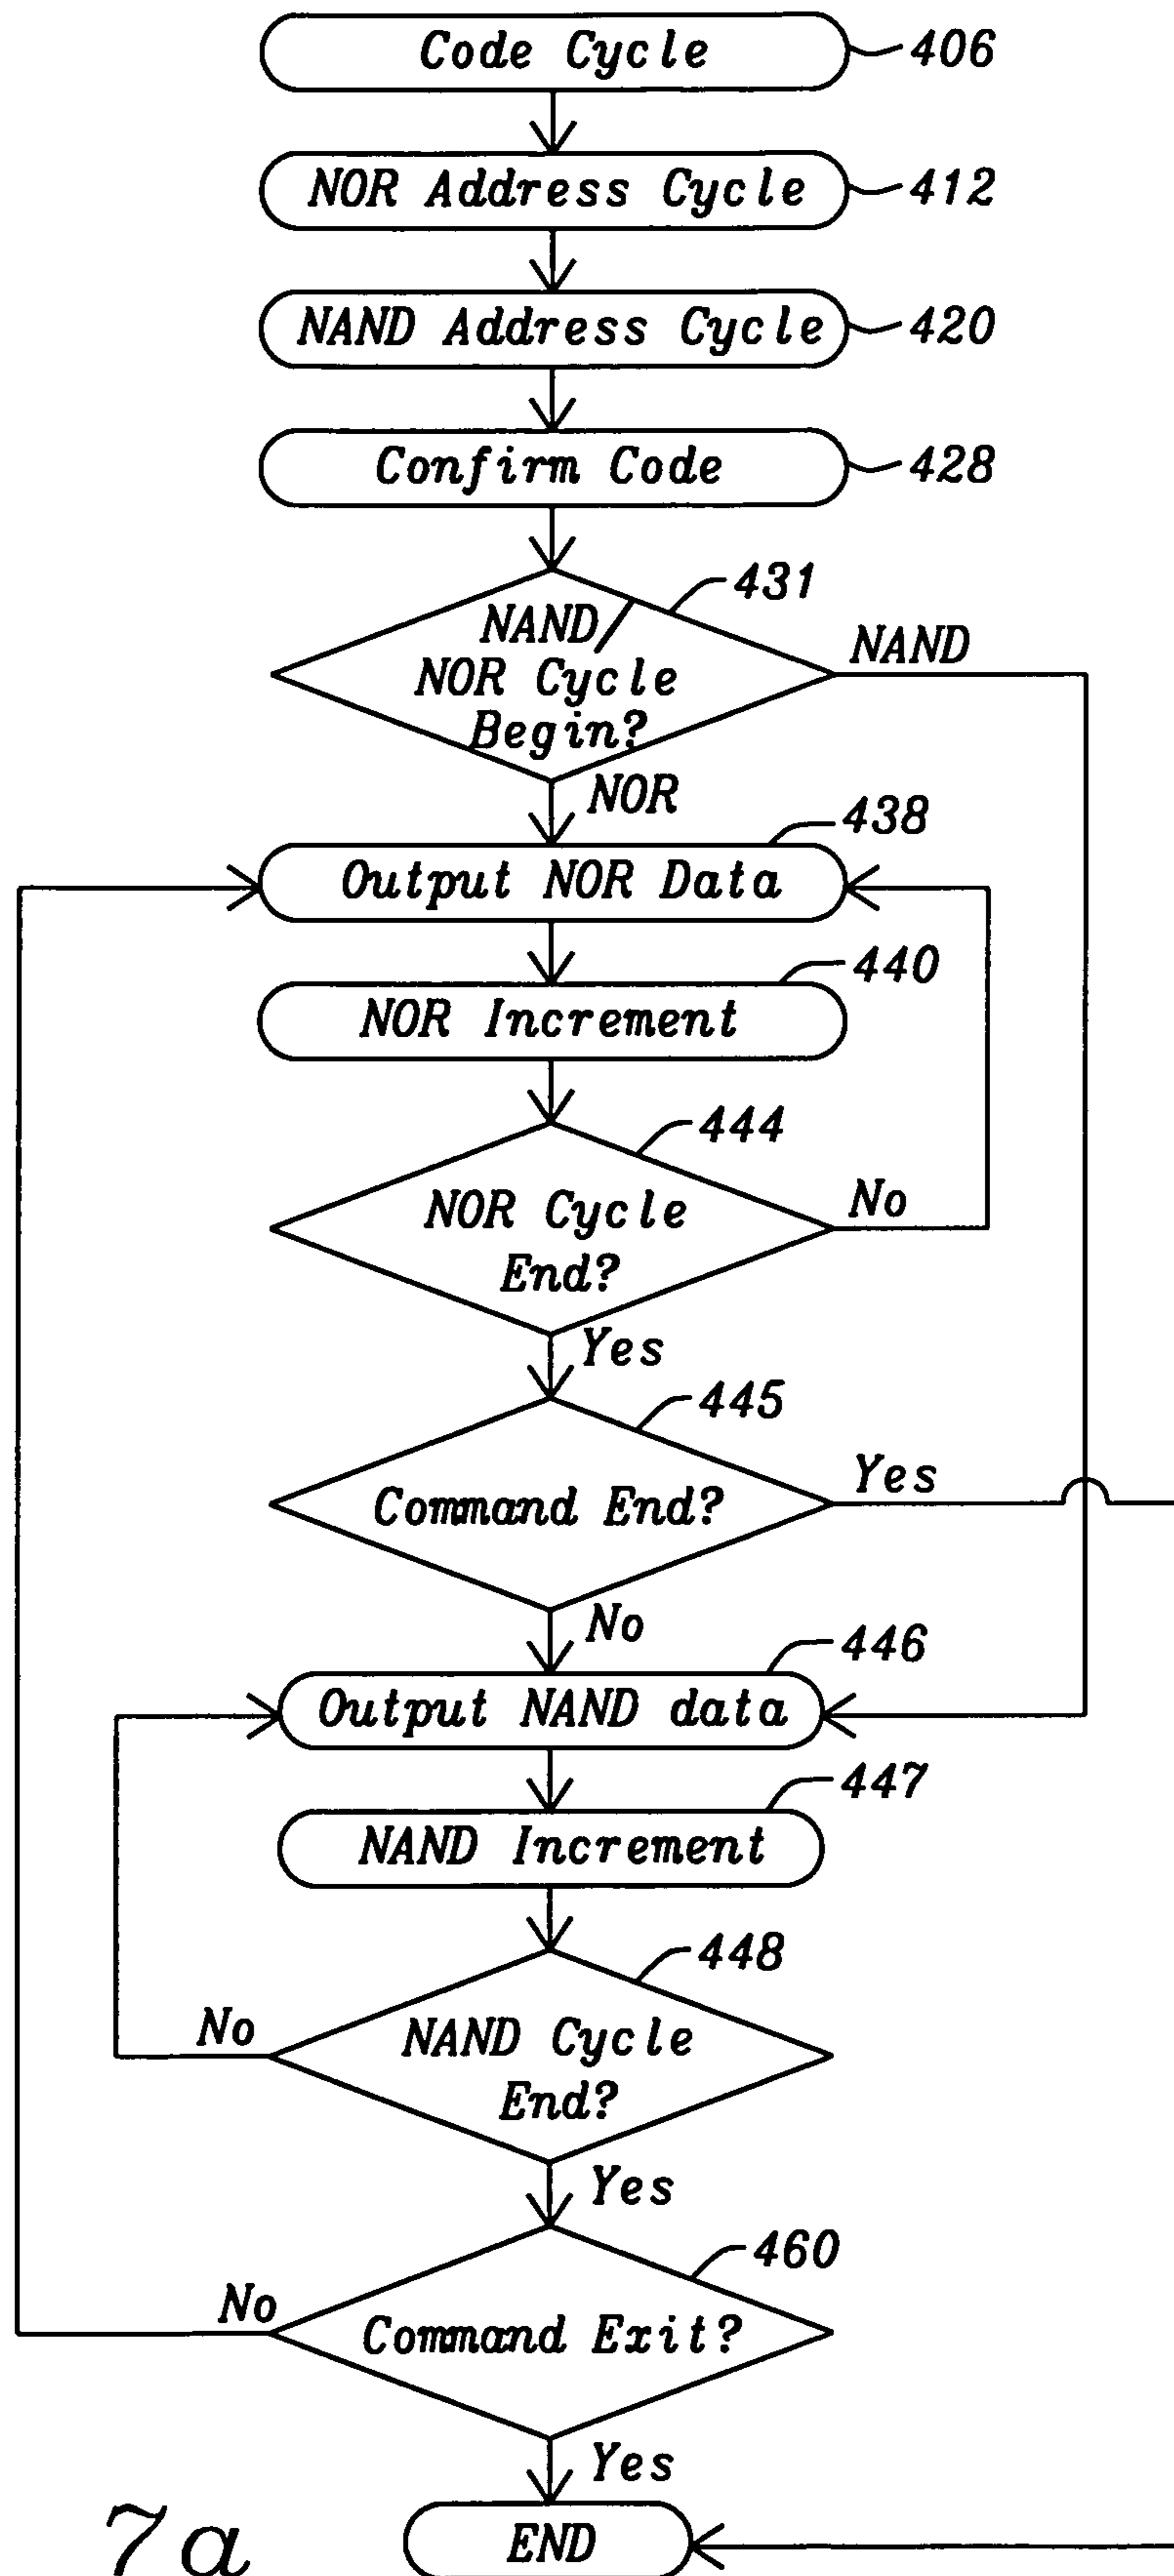 Code Cycle 406
NOR Address Cycle 412
NAND Address Cycle 420
Confirm Code 428
431
NAND/
NOR Cycle
Begin?
NAND
NOR
438
Output NOR Data
440
NOR Increment
444
NOR Cycle
End?
No
Yes
445
Command End?
Yes
No
446
Output NAND data
447
NAND Increment
448
NAND Cycle
End?
No
Yes
460
Command Exit?
No
Yes
END
7a